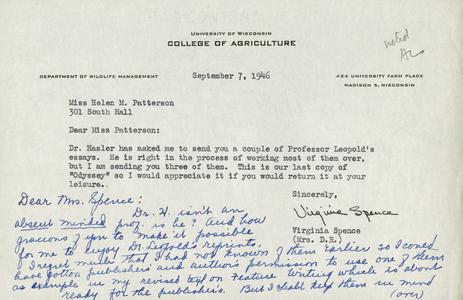 UNIVERSITY OF WISCONSIN
COLLEGE OF AGRICULTURE
noted
DEPARTMENT OF WILDLIFE MANAGEMENT
September 7, 1946
424 UNIVERSITY FARM PLACE
MADISON 5, WISCONSIN
Miss Helen M. Patterson
301 South Hall
Dear Miss Patterson:
Dr. Hasler has asked me to send you a couple of Professor Leopold's
essays. He is right in the process of working most of them over,
but I am sending you three of them. This is our last copy of
"Odyssey" so I would appreciate it if you would return it at your
leisure.
Sincerely,
Virginia Spence
Virginia Spence
(Mrs. D.R.)
Dear Mrs. Spence:
Dr. H. isn't an
absent minded prof. is he? And how
gracious of you to make it possible
for me to enjoy Dr. Leopold's reprints.
I regret much that I had not known of them earlier so I could
have gotten publishers and author's permission to use one of them
as example in my revised text on Feature Writing which is about
ready for the publishers. But I shall keep them in mind
(over)